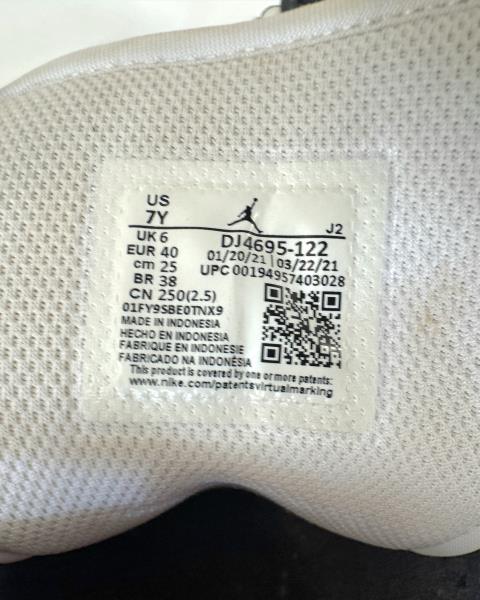 US
7Y
J2
UK 6
EUR 40
cm 25
BR 38
CN 250(2.5)
DJ4695-122
01/20/21 03/22/21
UPC 00194957403028
01FY9SBE0TNX9
MADE IN INDONESIA
HECHO EN INDONESIA
FABRIQUE EN INDONESIE
FABRICADO NA INDONÉSIA
This product is covered by one or more patents:
www.nike.com/patentsvirtualmarking